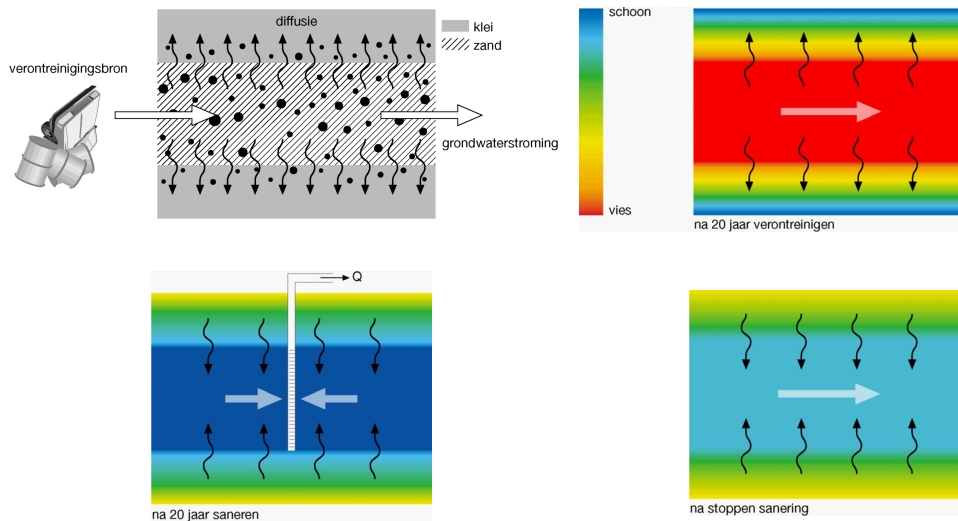 diffusie
klei
zand
verontreinigingsbron
grondwaterstroming
schoon
vies
na 20 jaar verontreinigen
Q
na 20 jaar saneren
na stoppen sanering